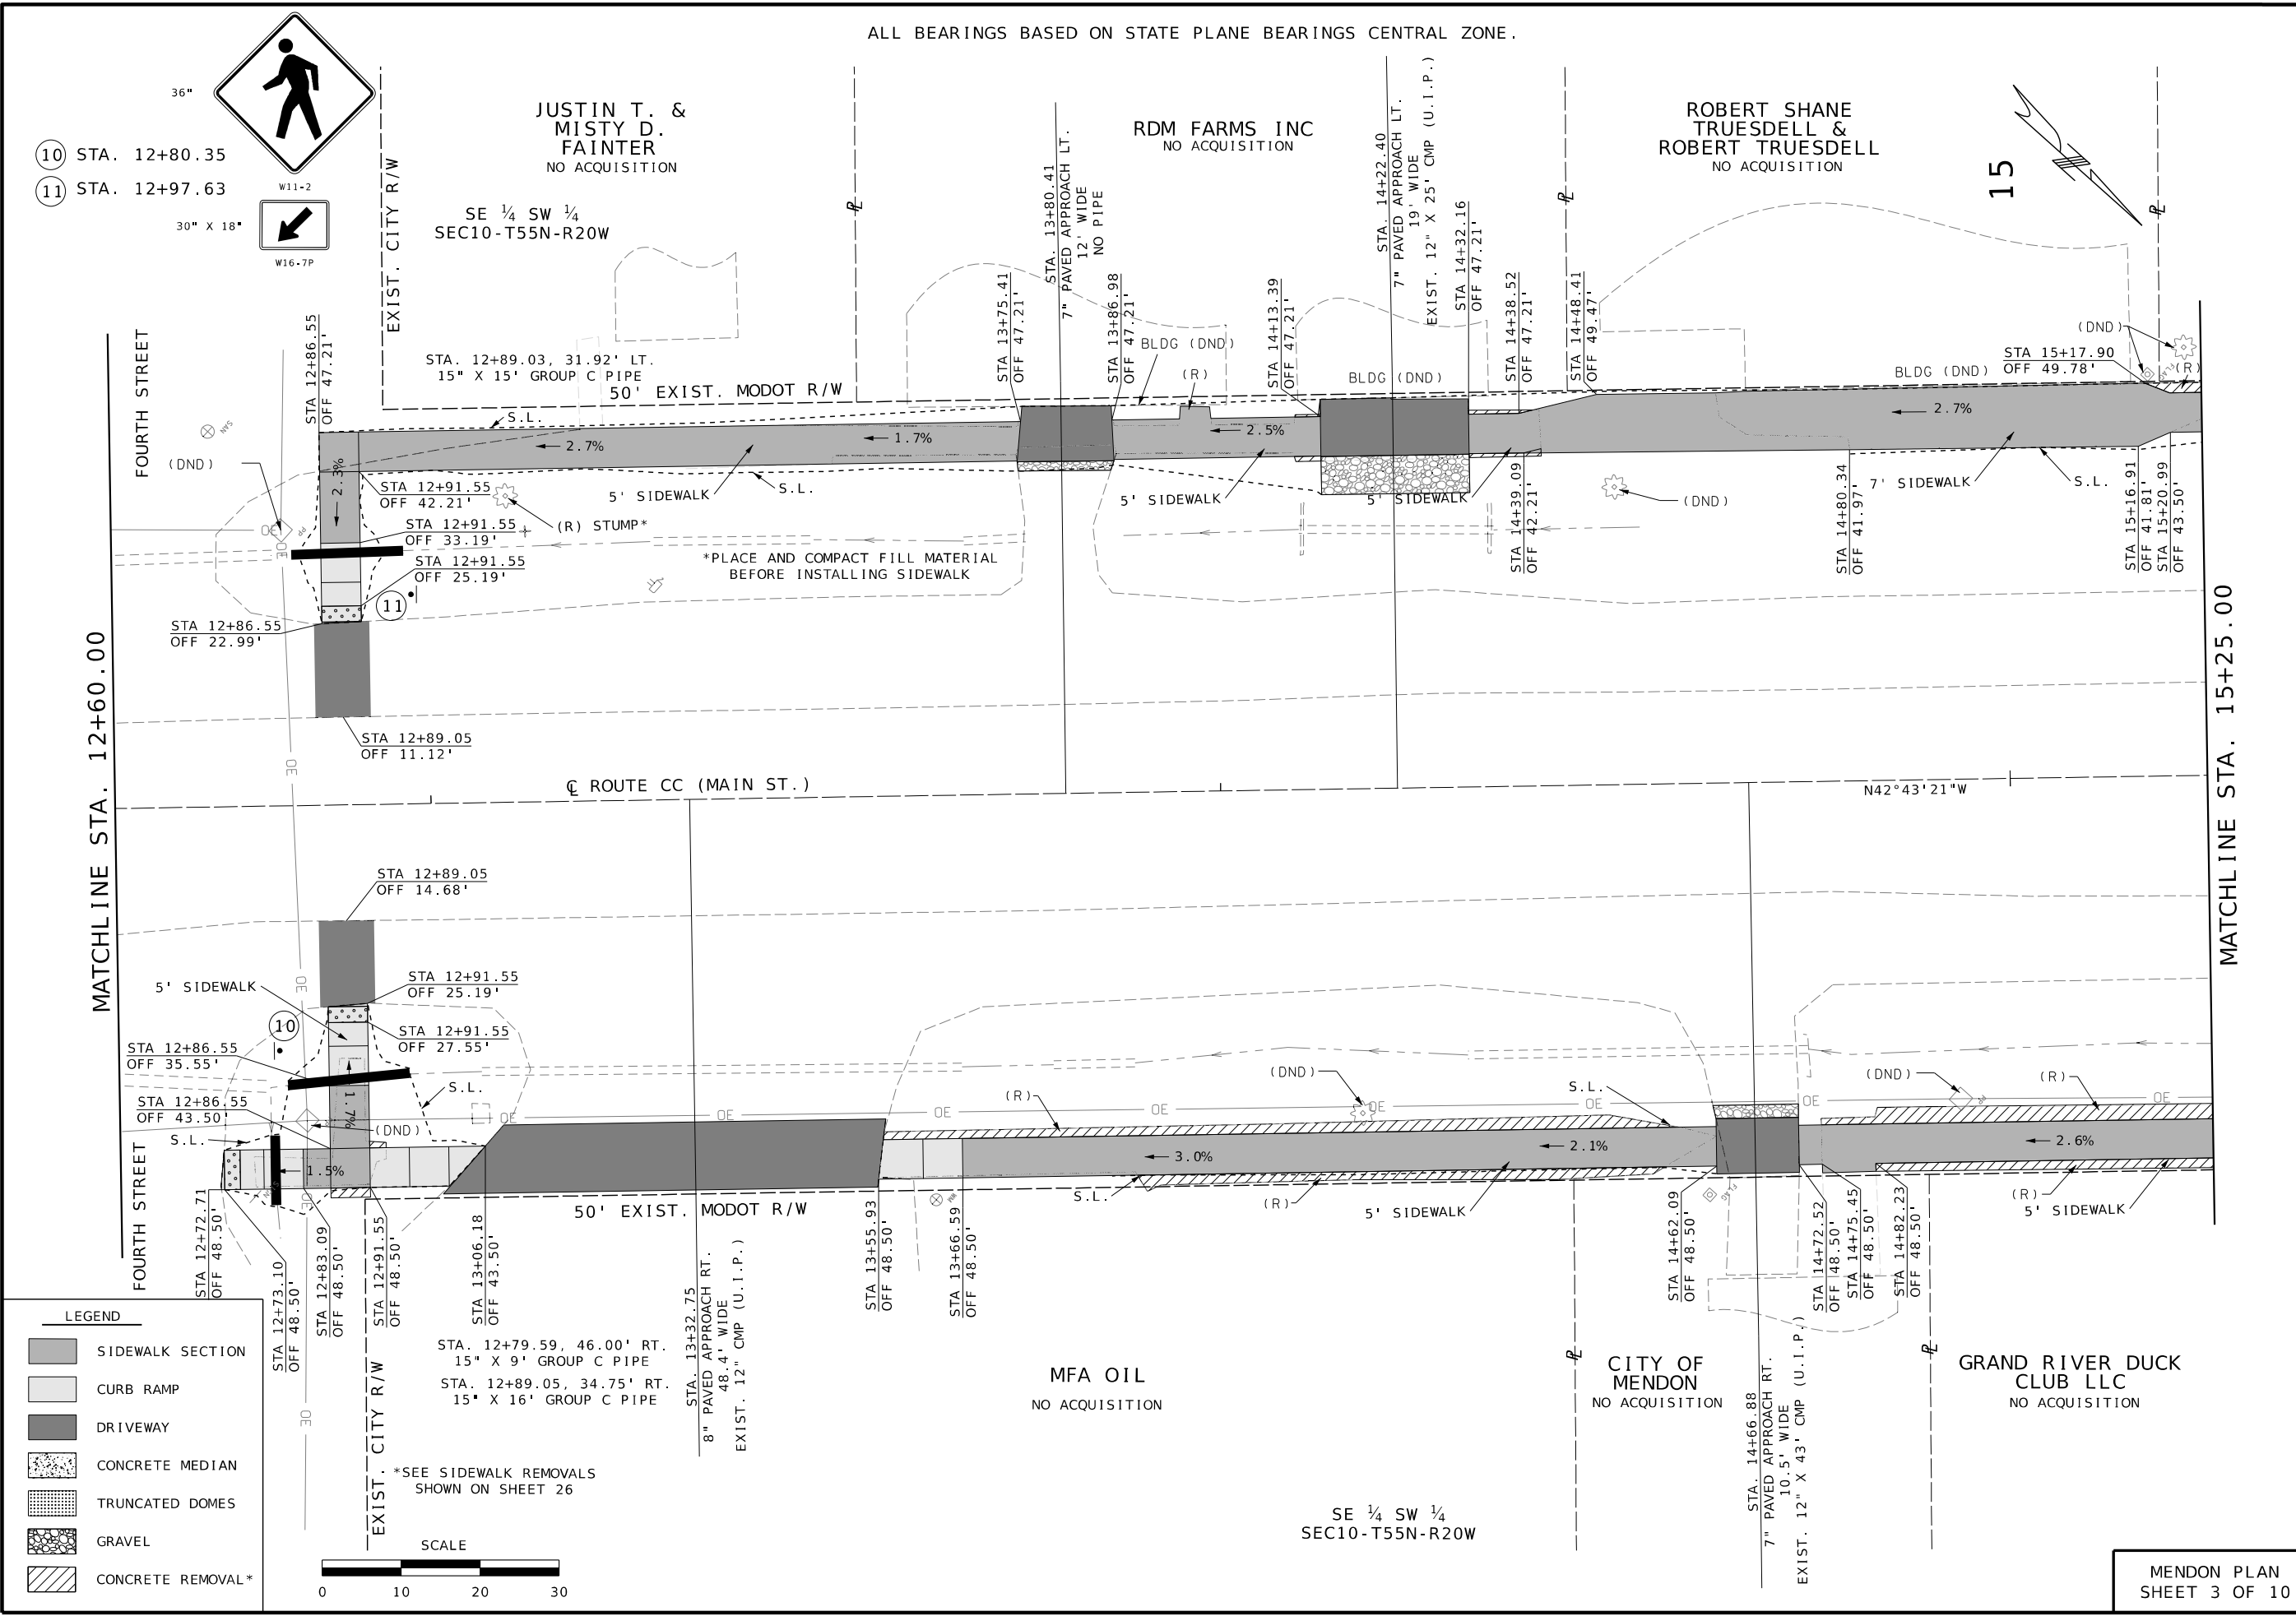 ALL BEARINGS BASED ON STATE PLANE BEARINGS CENTRAL ZONE.
36"
10 STA. 12+80.35
11 STA. 12+97.63
W11-2
30" X 18"
W16-7P
EXIST. CITY R/W
JUSTIN T. &
MISTY D.
FAINTER
NO ACQUISITION
SE ¼ SW ¼
SEC10-T55N-R20W
RDM FARMS INC
NO ACQUISITION
ROBERT SHANE
TRUESDELL &
ROBERT TRUESDELL
NO ACQUISITION
15
STA. 13+80.41
7" PAVED APPROACH LT.
12' WIDE
NO PIPE
STA. 14+22.40
7" PAVED APPROACH LT.
19' WIDE
EXIST. 12" X 25' CMP (U.I.P.)
FOURTH STREET
STA 12+86.55
OFF 47.21'
STA. 12+89.03, 31.92' LT.
15" X 15' GROUP C PIPE
50' EXIST. MODOT R/W
STA 13+75.41
OFF 47.21'
STA 13+86.98
OFF 47.21'
BLDG (DND)
(R)
STA 14+13.39
OFF 47.21'
STA 14+32.16
OFF 47.21'
BLDG (DND)
STA 14+38.52
OFF 47.21'
STA 14+48.41
OFF 49.47'
BLDG (DND)
STA 15+17.90
OFF 49.78'
(DND)
(R)
FLAG
SAN
(DND)
S.L.
2.7%
1.7%
2.5%
2.7%
2.3%
STA 12+91.55
OFF 42.21'
(R) STUMP*
STA 12+91.55
OFF 33.19'
STA 12+91.55
OFF 25.19'
5' SIDEWALK
S.L.
5' SIDEWALK
5' SIDEWALK
(DND)
7' SIDEWALK
S.L.
STA 14+39.09
OFF 42.21'
STA 14+80.34
OFF 41.97'
STA 15+16.91
OFF 41.81'
STA 15+20.99
OFF 43.50'
*PLACE AND COMPACT FILL MATERIAL
BEFORE INSTALLING SIDEWALK
OE
PP
OE
11
STA 12+86.55
OFF 22.99'
STA 12+89.05
OFF 11.12'
OE
MATCHLINE STA. 12+60.00
MATCHLINE STA. 15+25.00
℄ ROUTE CC (MAIN ST.)
N42°43'21"W
STA 12+89.05
OFF 14.68'
5' SIDEWALK
OE
STA 12+91.55
OFF 25.19'
10
STA 12+91.55
OFF 27.55'
STA 12+86.55
OFF 35.55'
STA 12+86.55
OFF 43.50'
S.L.
S.L.
(DND)
1.7%
1.5%
OE
OE
OE
OE
OE
OE
OE
OE
(R)
(DND)
S.L.
(DND)
PP
(R)
3.0%
2.1%
2.6%
S.L.
(R)
5' SIDEWALK
FLAG
(R)
5' SIDEWALK
FOURTH STREET
50' EXIST. MODOT R/W
STA 12+72.71
OFF 48.50'
STA 12+73.10
OFF 48.50'
STA 12+83.09
OFF 48.50'
STA 12+91.55
OFF 48.50'
STA 13+06.18
OFF 43.50'
STA. 13+32.75
8" PAVED APPROACH RT.
48.4' WIDE
EXIST. 12" CMP (U.I.P.)
STA 13+55.93
OFF 48.50'
STA 13+66.59
OFF 48.50'
STA 14+62.09
OFF 48.50'
STA 14+72.52
OFF 48.50'
STA 14+75.45
OFF 48.50'
STA 14+82.23
OFF 48.50'
STA. 14+66.88
7" PAVED APPROACH RT.
10.5' WIDE
EXIST. 12" X 43' CMP (U.I.P.)
STA. 12+79.59, 46.00' RT.
15" X 9' GROUP C PIPE
STA. 12+89.05, 34.75' RT.
15" X 16' GROUP C PIPE
EXIST. CITY R/W
OE
*SEE SIDEWALK REMOVALS
SHOWN ON SHEET 26
MFA OIL
NO ACQUISITION
CITY OF
MENDON
NO ACQUISITION
GRAND RIVER DUCK
CLUB LLC
NO ACQUISITION
SE ¼ SW ¼
SEC10-T55N-R20W
LEGEND
SIDEWALK SECTION
CURB RAMP
DRIVEWAY
CONCRETE MEDIAN
TRUNCATED DOMES
GRAVEL
CONCRETE REMOVAL*
SCALE
0 10 20 30
MENDON PLAN
SHEET 3 OF 10